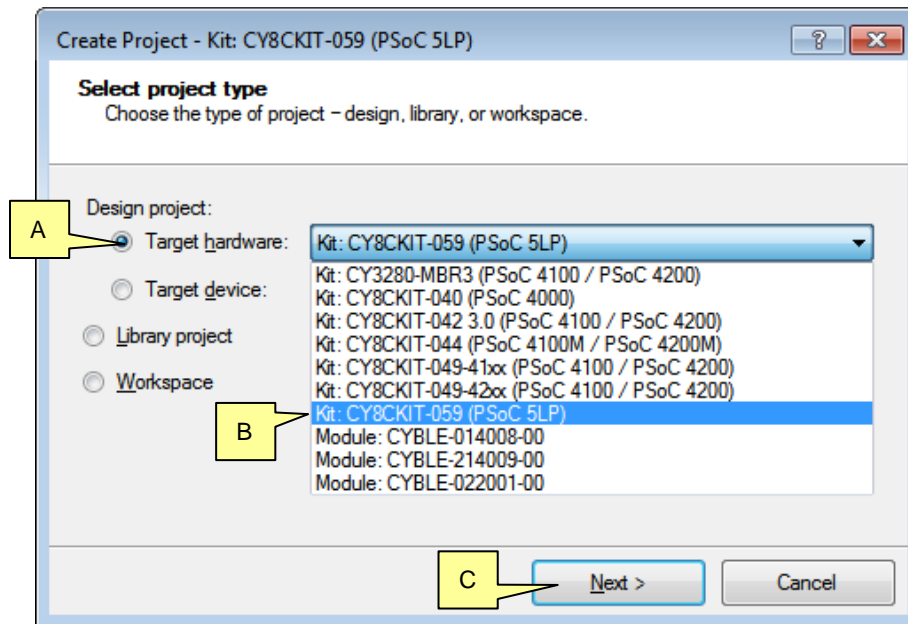 Create Project - Kit: CY8CKIT-059 (PSoC 5LP)
Select project type
Choose the type of project - design, library, or workspace.
Design project:
A
Target hardware: Kit: CY8CKIT-059 (PSoC 5LP)
Kit: CY3280-MBR3 (PSoC 4100 / PSoC 4200)
Target device:
Kit: CY8CKIT-040 (PSoC 4000)
Kit: CY8CKIT-042 3.0 (PSoC 4100 / PSoC 4200)
Library project
Kit: CY8CKIT-044 (PSoC 4100M / PSoC 4200M)
Kit: CY8CKIT-049-41xx (PSoC 4100 / PSoC 4200)
Workspace
Kit: CY8CKIT-049-42xx (PSoC 4100 / PSoC 4200)
Kit: CY8CKIT-059 (PSoC 5LP)
B
Module: CYBLE-014008-00
Module: CYBLE-214009-00
Module: CYBLE-022001-00
C
Next >
Cancel